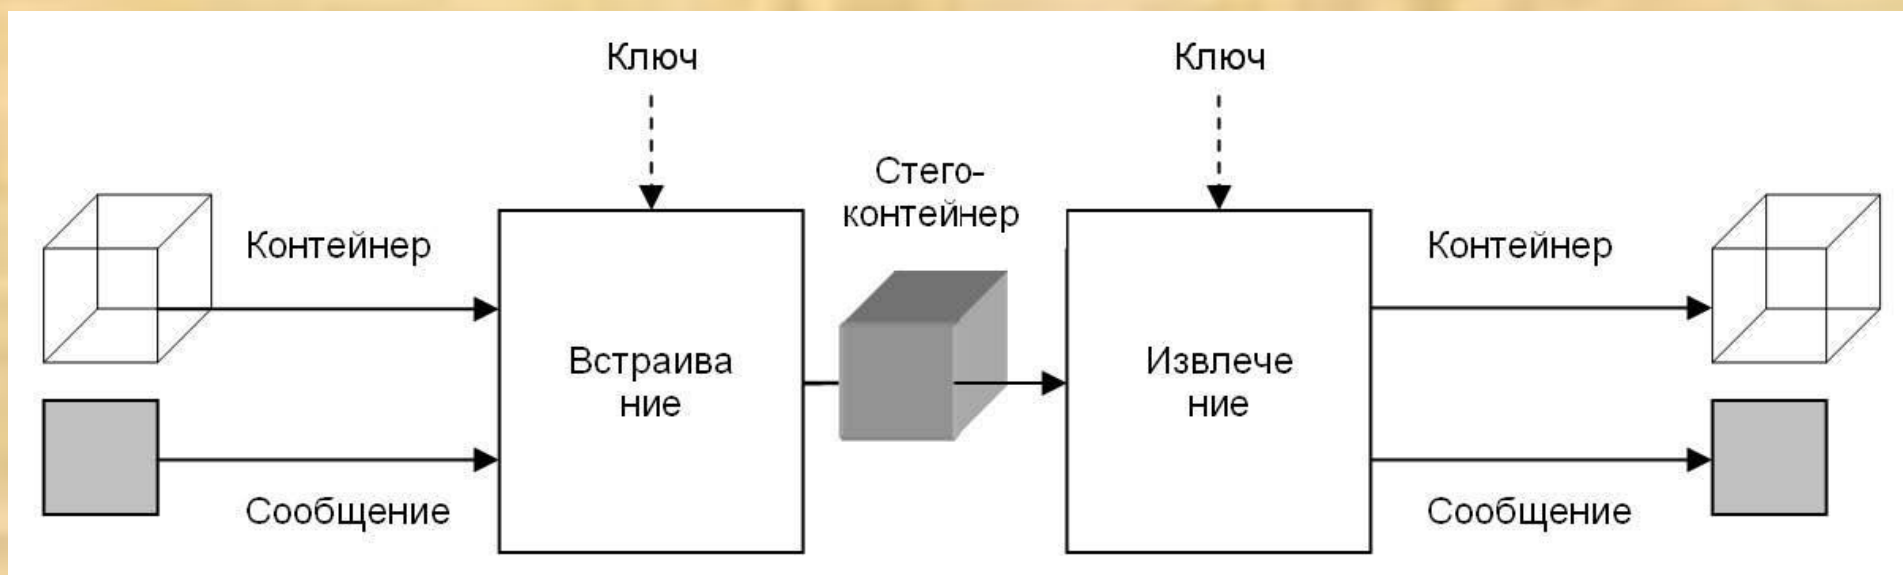 Ключ
Ключ
Стего-
контейнер
Контейнер
Контейнер
Встраива
ние
Извлече
ние
Сообщение
Сообщение